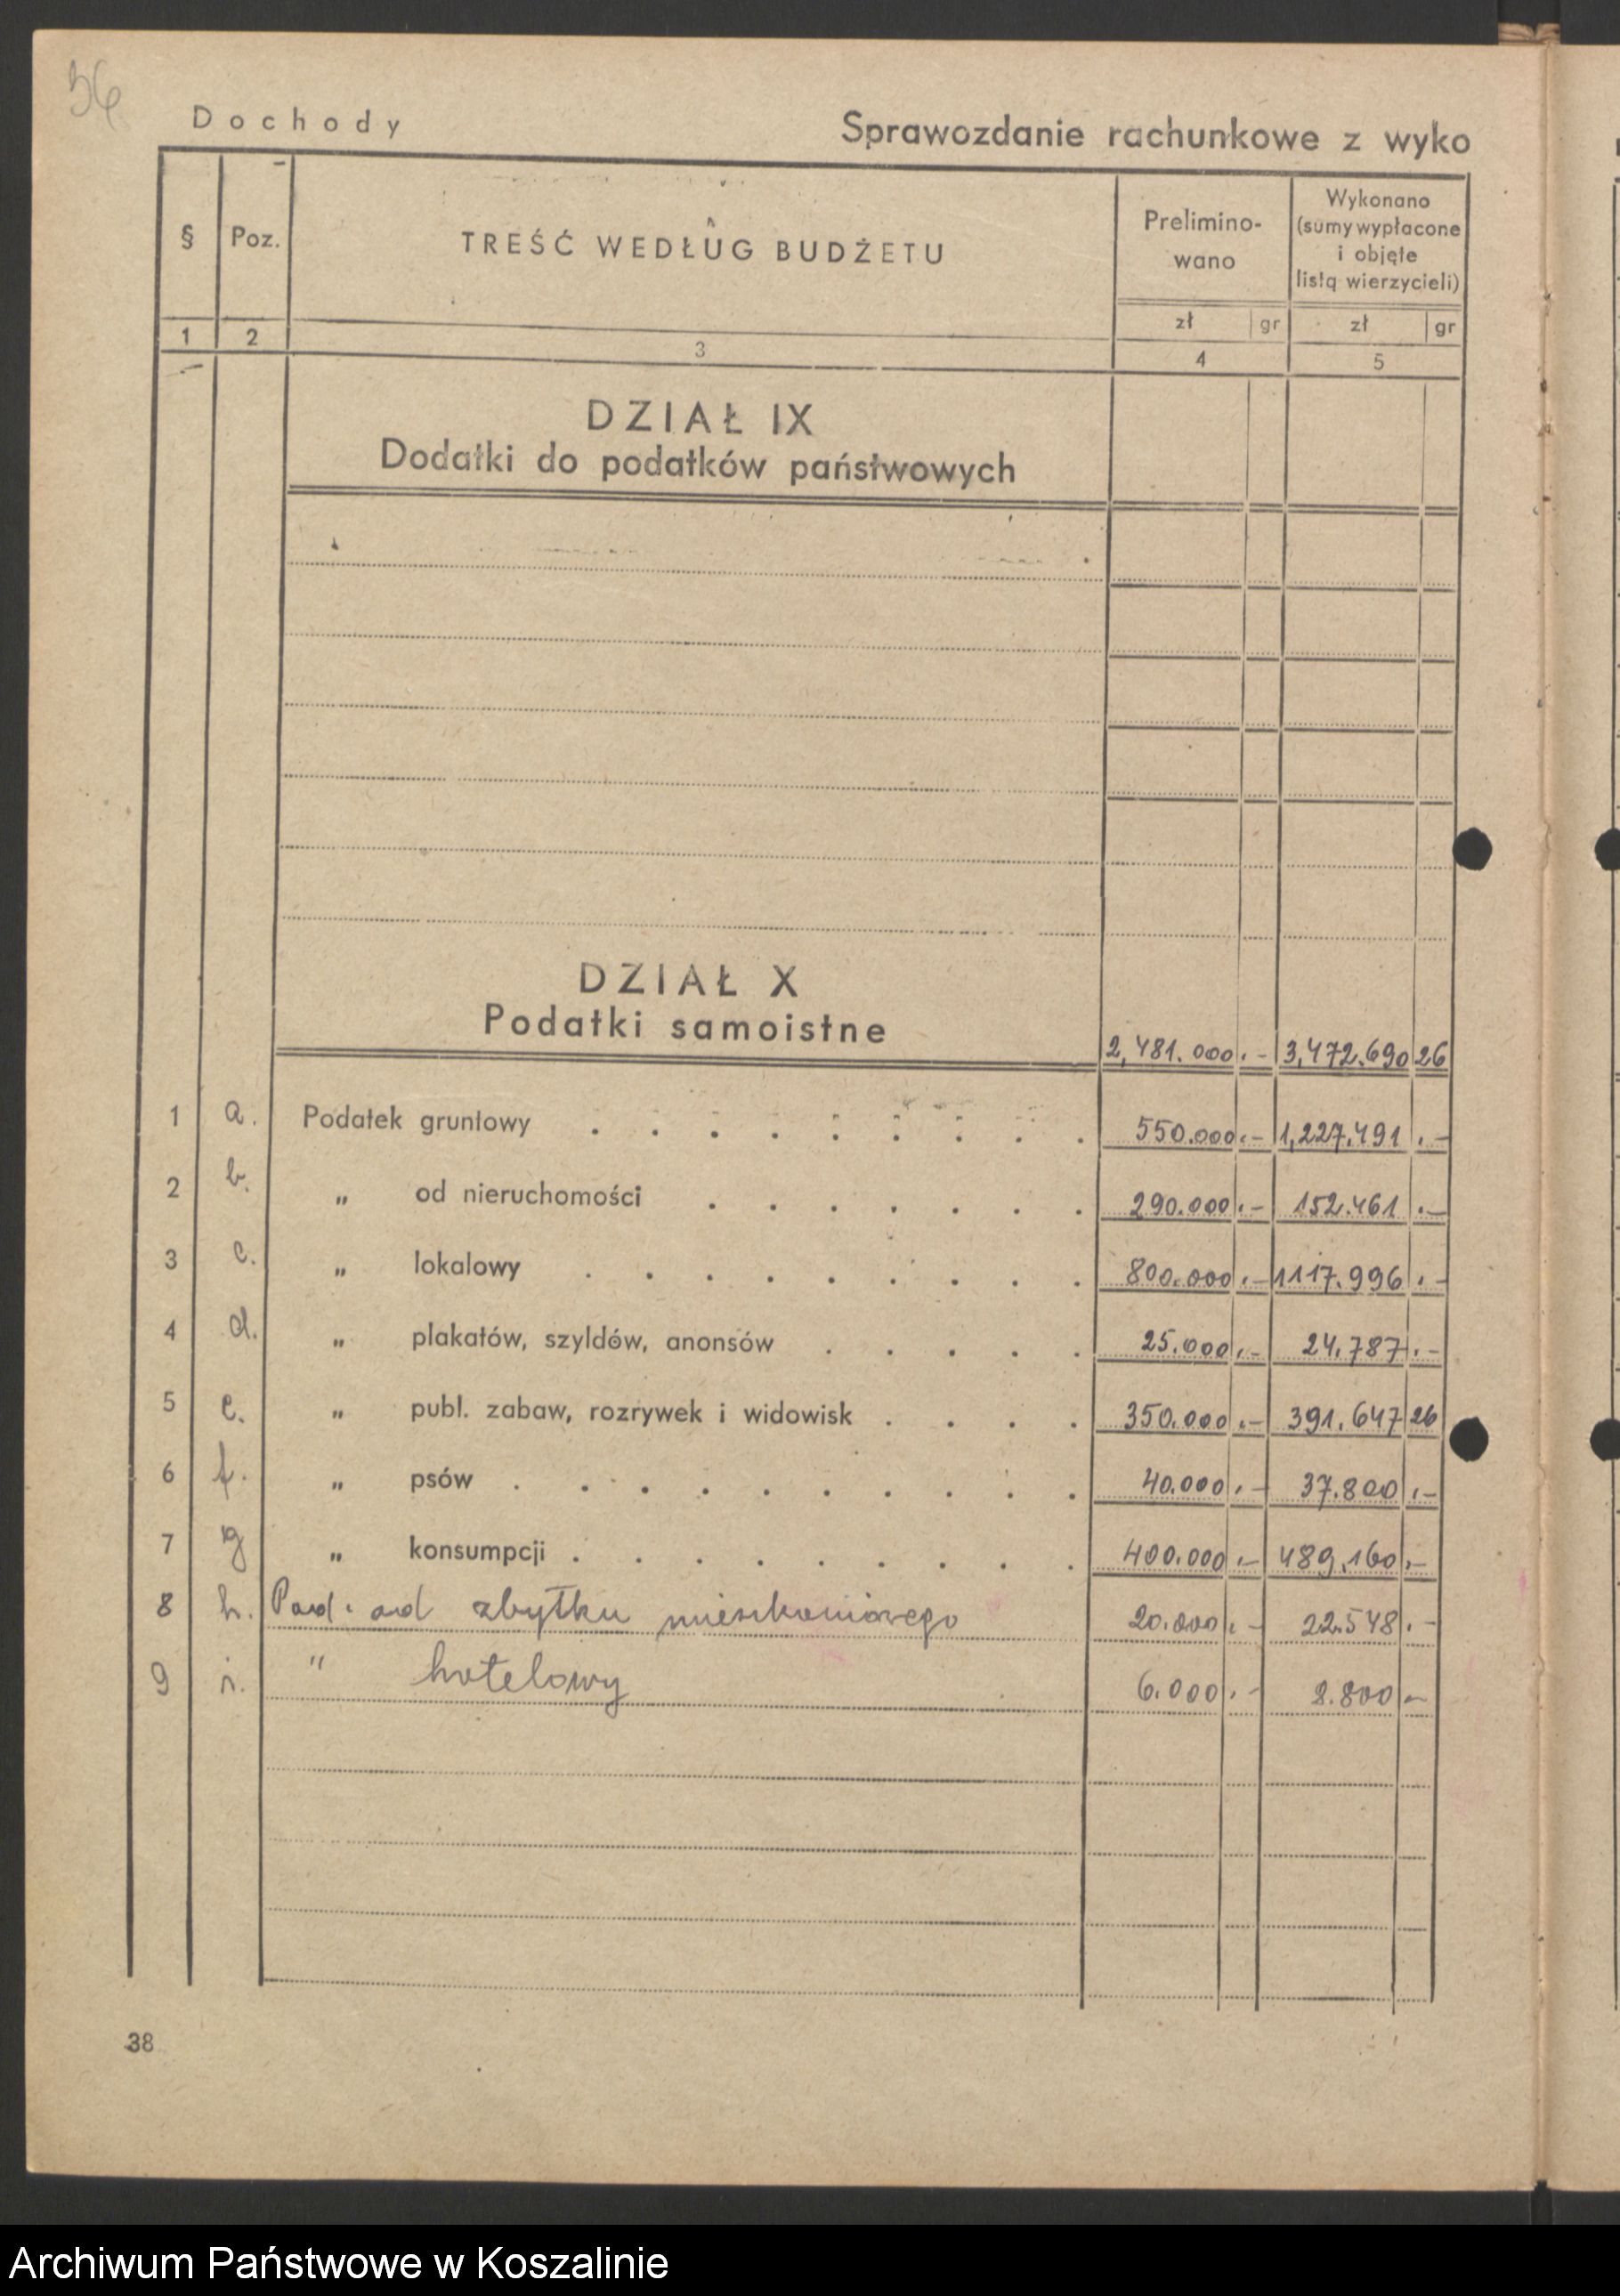 56
Dochody
Sprawozdanie rachunkowe z wyko
§ Poz. TREŚĆ WEDŁUG BUDŻETU Prelimino-wano Wykonano (sumy wypłacone i objęte listą wierzycieli)
zł gr zł gr
1 2 3 4 5
DZIAŁ IX
Dodatki do podatków państwowych
DZIAŁ X
Podatki samoistne 2,481.000 .- 3,472.690 26
1 a. Podatek gruntowy . . . . . . . . . 550.000 .- 1,227.491 .-
2 b. „ od nieruchomości . . . . . . . 290.000 .- 152.461 .-
3 c. „ lokalowy . . . . . . . . . 800.000 .- 1117.996 .-
4 d. „ plakatów, szyldów, anonsów . . . . . 25.000 .- 24.787 .-
5 e. „ publ. zabaw, rozrywek i widowisk . . . . 350.000 .- 391.647 26
6 f. „ psów . . . . . . . . . . 40.000 .- 37.800 .-
7 g „ konsumpcji . . . . . . . . . 400.000 .- 489.160 .-
8 h. Pod. od zbytku mieszkaniowego 20.000 .- 22.548 .-
9 i. " hotelowy 6.000 .- 8.800 .-
38
Archiwum Państwowe w Koszalinie